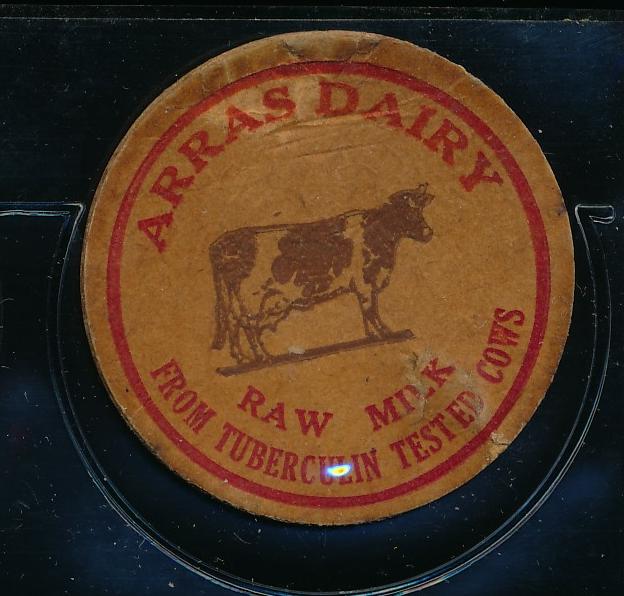 ARRAS DAIRY
RAW MILK
FROM TUBERCULIN TESTED COWS